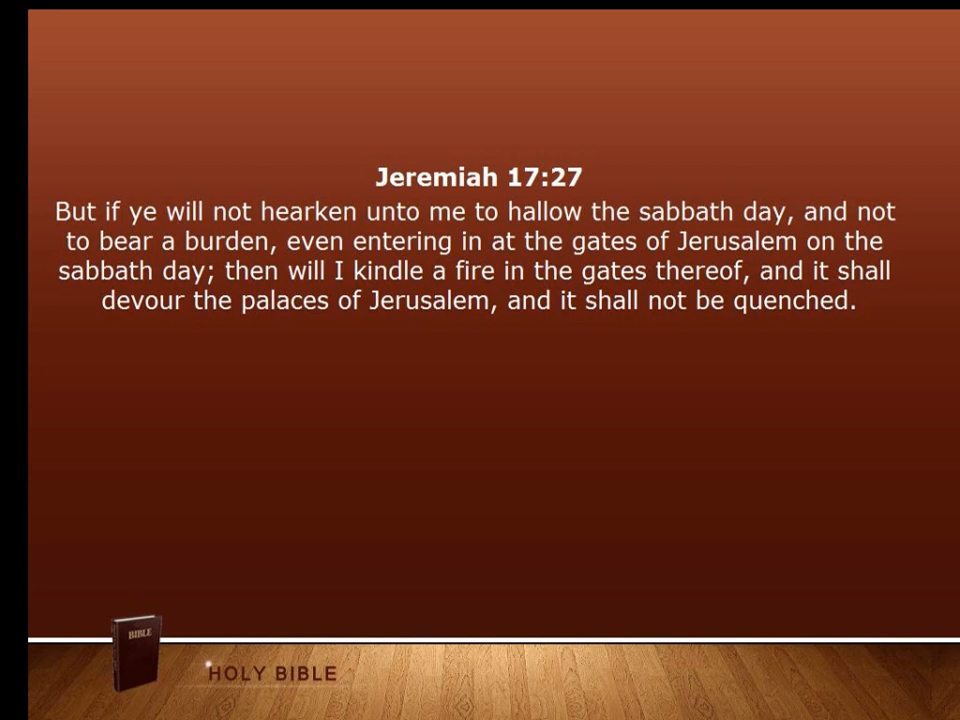 Jeremiah 17:27
But if ye will not hearken unto me to hallow the sabbath day, and not
to bear a burden, even entering in at the gates of Jerusalem on the
sabbath day; then will I kindle a fire in the gates thereof, and it shall
devour the palaces of Jerusalem, and it shall not be quenched.
BIBLE
HOLY BIBLE